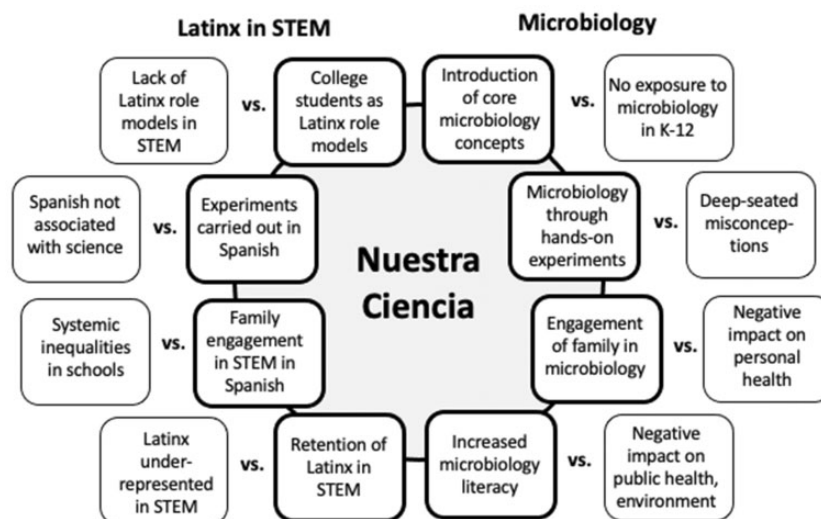 Latinx in STEM
Microbiology
Lack of
Latinx role
models in
STEM
vs.
College
students as
Latinx role
models
Introduction
of core
microbiology
concepts
vs.
No exposure to
microbiology
in K-12
Spanish not
associated
with science
vs.
Experiments
carried out in
Spanish
Microbiology
through
hands-on
experiments
vs.
Deep-seated
misconcep-
tions
Nuestra
Ciencia
Systemic
inequalities
in schools
vs.
Family
engagement
in STEM in
Spanish
Engagement
of family in
microbiology
vs.
Negative
impact on
personal
health
Latinx
under-
represented
in STEM
vs.
Retention of
Latinx in
STEM
Increased
microbiology
literacy
vs.
Negative
impact on
public health,
environment